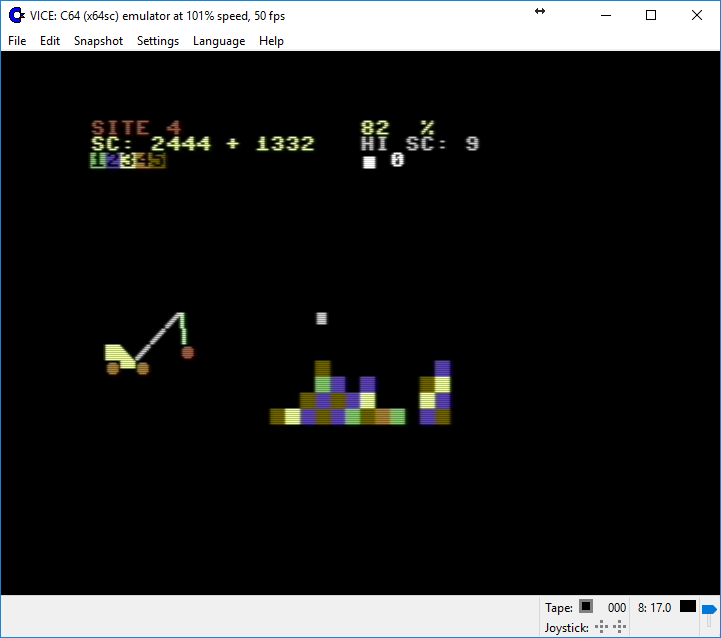 VICE: C64 (x64sc) emulator at 101% speed, 50 fps
File Edit Snapshot Settings Language Help
SITE 4 82 %
SC: 2444 + 1332 HI SC: 9
12345 0
Tape: 000 8: 17.0
Joystick: